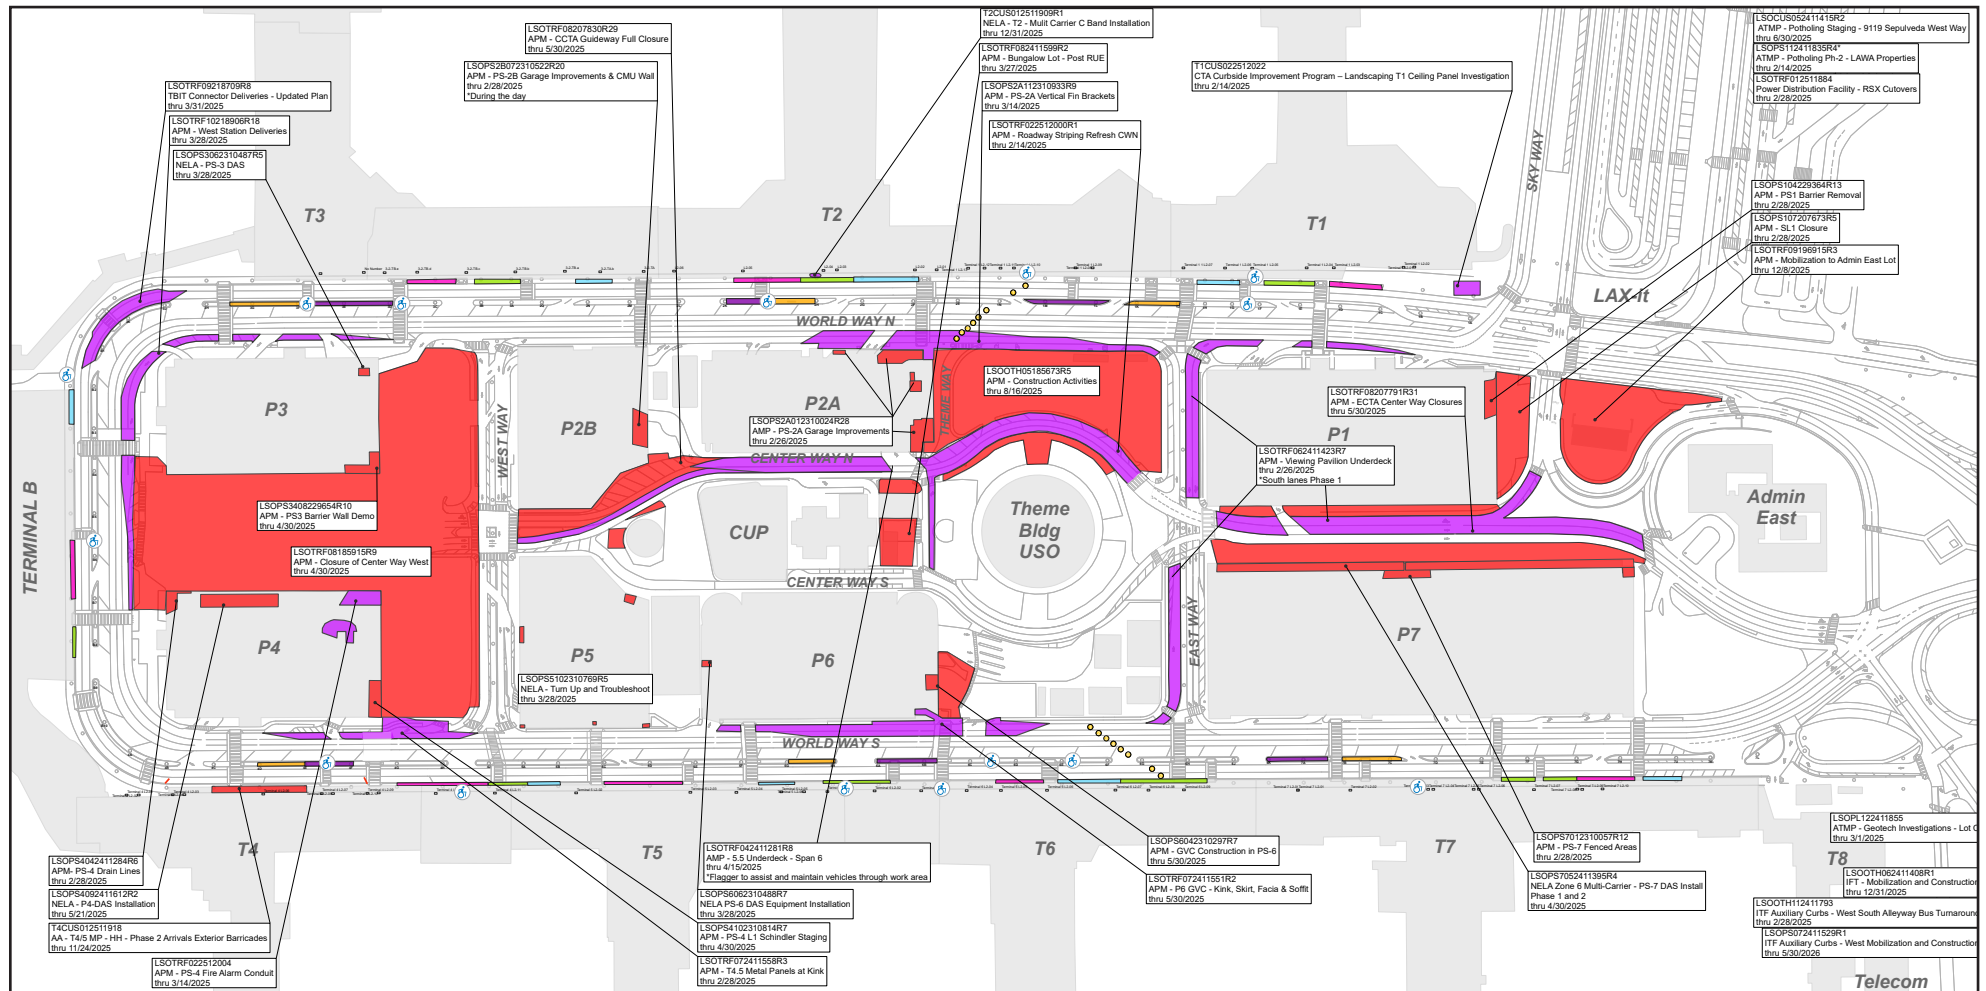 LSOTRF08207830R29
APM - CCTA Guideway Full Closure
thru 5/30/2025
T2CUS012511909R1
NELA - T2 - Mulit Carrier C Band Installation
thru 12/31/2025
LSOCUS052411415R2
ATMP - Potholing Staging - 9119 Sepulveda West Way
thru 6/30/2025
LSOPS112411835R4*
ATMP - Potholing Ph-2 - LAWA Properties
thru 2/14/2025
LSOTRF012511884
Power Distribution Facility - RSX Cutovers
thru 2/28/2025
LSOTRF082411599R2
APM - Bungalow Lot - Post RUE
thru 3/27/2025
LSOPS2B072310522R20
APM - PS-2B Garage Improvements & CMU Wall
thru 2/28/2025
*During the day
T1CUS022512022
CTA Curbside Improvement Program – Landscaping T1 Ceiling Panel Investigation
thru 2/14/2025
LSOTRF09218709R8
TBIT Connector Deliveries - Updated Plan
thru 3/31/2025
LSOPS2A112310933R9
APM - PS-2A Vertical Fin Brackets
thru 3/14/2025
LSOTRF10218906R18
APM - West Station Deliveries
thru 3/28/2025
LSOTRF022512000R1
APM - Roadway Striping Refresh CWN
thru 2/14/2025
LSOPS3062310487R5
NELA - PS-3 DAS
thru 3/28/2025
SKY WAY
LSOPS104229364R13
APM - PS1 Barrier Removal
thru 2/28/2025
LSOPS107207673R5
APM - SL1 Closure
thru 2/28/2025
LSOTRF09196915R3
APM - Mobilization to Admin East Lot
thru 12/8/2025
T3
T2
T1
LAX-it
WORLD WAY N
LSOOTH05185673R5
APM - Construction Activities
thru 8/16/2025
THEME WAY
P3
P2B
P2A
LSOPS2A012310024R28
AMP - PS-2A Garage Improvements
thru 2/26/2025
LSOTRF08207791R31
APM - ECTA Center Way Closures
thru 5/30/2025
P1
WEST WAY
CENTER WAY N
LSOTRF062411423R7
APM - Viewing Pavilion Underdeck
thru 2/26/2025
*South lanes Phase 1
LSOPS3408229654R10
APM - PS3 Barrier Wall Demo
thru 4/30/2025
Admin
East
Theme
Bldg
USO
CUP
TERMINAL B
LSOTRF08185915R9
APM - Closure of Center Way West
thru 4/30/2025
CENTER WAY S
EAST WAY
P4
P5
P6
P7
LSOPS5102310769R5
NELA - Turn Up and Troubleshoot
thru 3/28/2025
WORLD WAY S
T4
T5
T6
T7
T8
LSOPL122411855
ATMP - Geotech Investigations - Lot C
thru 3/1/2025
LSOPS7012310057R12
APM - PS-7 Fenced Areas
thru 2/28/2025
LSOPS6042310297R7
APM - GVC Construction in PS-6
thru 5/30/2025
LSOTRF042411281R8
AMP - 5.5 Underdeck - Span 6
thru 4/15/2025
*Flagger to assist and maintain vehicles through work area
LSOPS4042411284R6
APM- PS-4 Drain Lines
thru 2/28/2025
LSOOTH062411408R1
IFT - Mobilization and Constructio
thru 12/31/2025
LSOPS7052411395R4
NELA Zone 6 Multi-Carrier - PS-7 DAS Install
Phase 1 and 2
thru 4/30/2025
LSOTRF072411551R2
APM - P6 GVC - Kink, Skirt, Facia & Soffit
thru 5/30/2025
LSOPS4092411612R2
NELA - P4-DAS Installation
thru 5/21/2025
LSOPS6062310488R7
NELA PS-6 DAS Equipment Installation
thru 3/28/2025
LSOOTH112411793
ITF Auxiliary Curbs - West South Alleyway Bus Turnaroun
thru 2/28/2025
T4CUS012511918
AA - T4/5 MP - HH - Phase 2 Arrivals Exterior Barricades
thru 11/24/2025
LSOPS4102310814R7
APM - PS-4 L1 Schindler Staging
thru 4/30/2025
LSOPS072411529R1
ITF Auxiliary Curbs - West Mobilization and Constructio
thru 5/30/2026
LSOTRF022512004
APM - PS-4 Fire Alarm Conduit
thru 3/14/2025
LSOTRF072411558R3
APM - T4.5 Metal Panels at Kink
thru 2/28/2025
Telecom